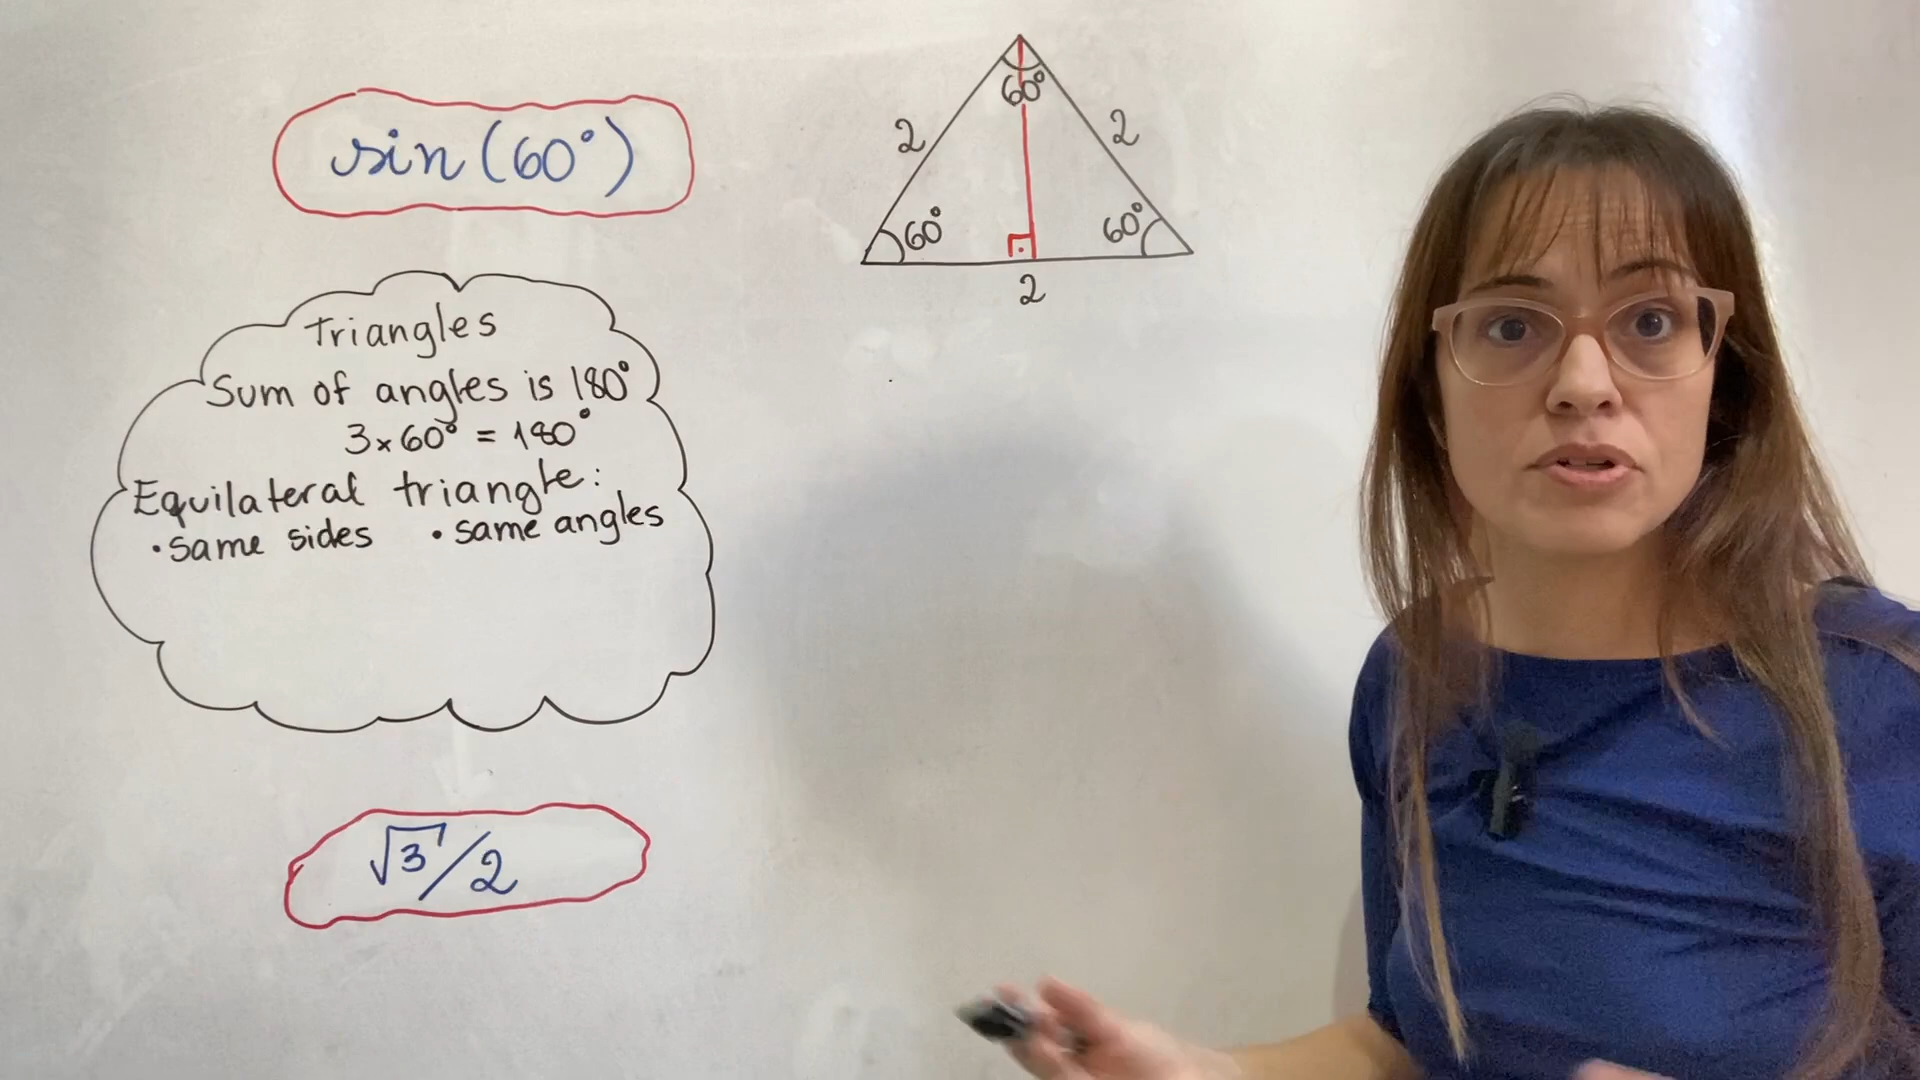 sin(60°)
Triangles
Sum of angles is 180°
3×60° = 180°
Equilateral triangle:
• same sides • same angles
√3/2
60°
2 2
60° 60°
2